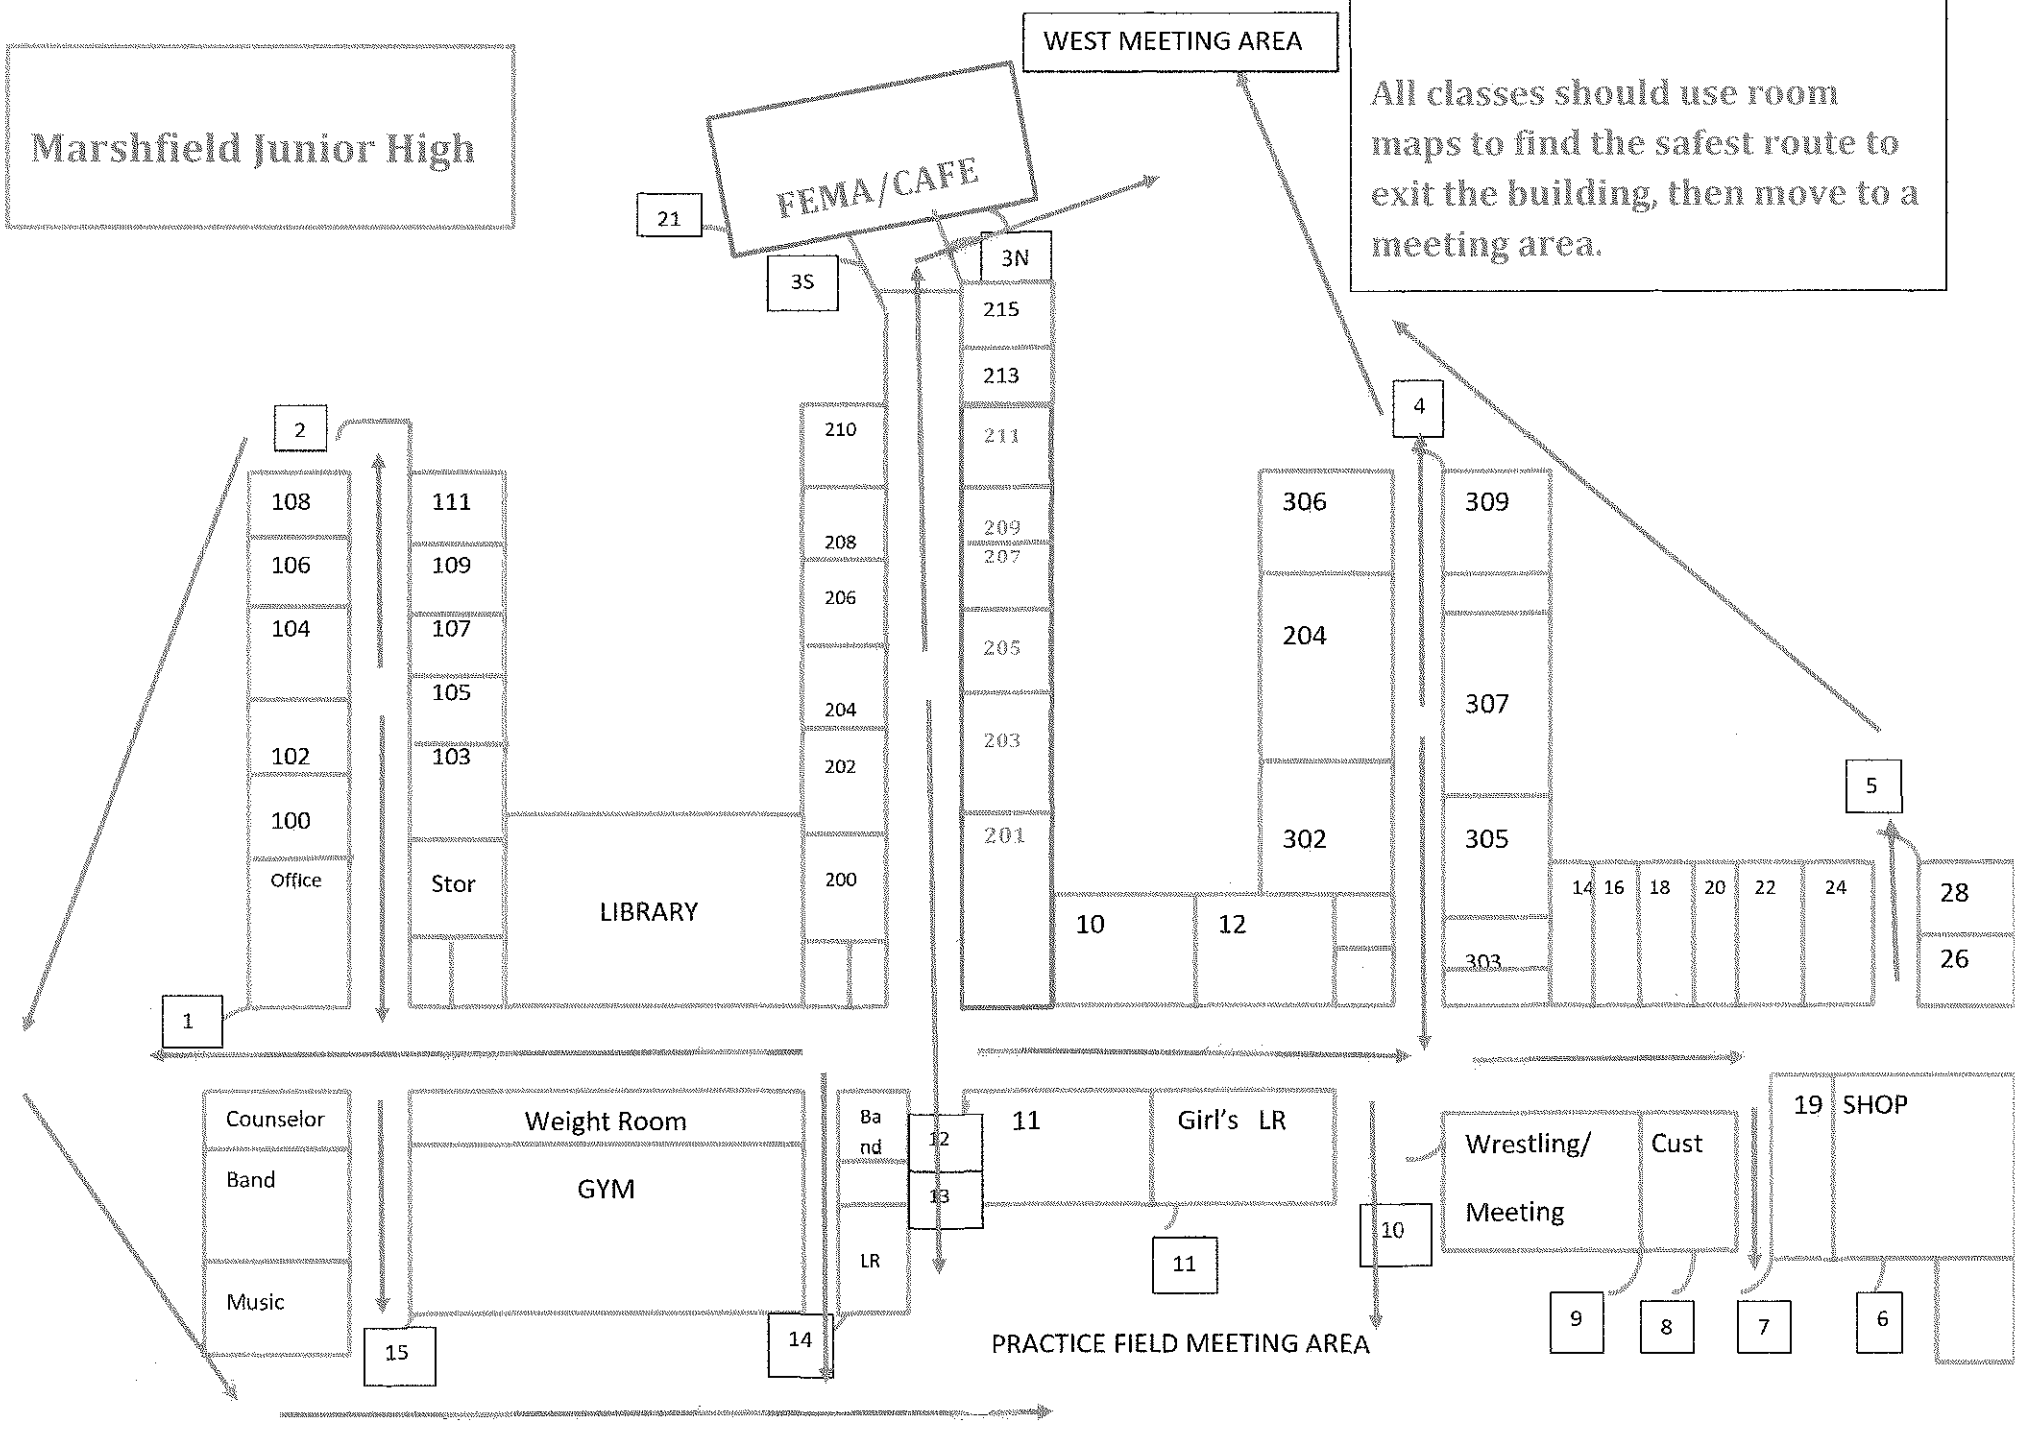 WEST MEETING AREA
All classes should use room
maps to find the safest route to
exit the building, then move to a
meeting area.
Marshfield Junior High
FEMA/CAFE
21
3S
3N
215
213
211
209
207
205
203
201
210
208
206
204
202
200
2
108
106
104
102
100
Office
111
109
107
105
103
Stor
LIBRARY
1
4
306
204
302
309
307
305
303
10
12
5
14
16
18
20
22
24
28
26
Counselor
Band
Music
Weight Room
GYM
Ba
nd
LR
12
13
11
Girl's LR
Wrestling/
Meeting
Cust
19
SHOP
15
14
11
10
9
8
7
6
PRACTICE FIELD MEETING AREA